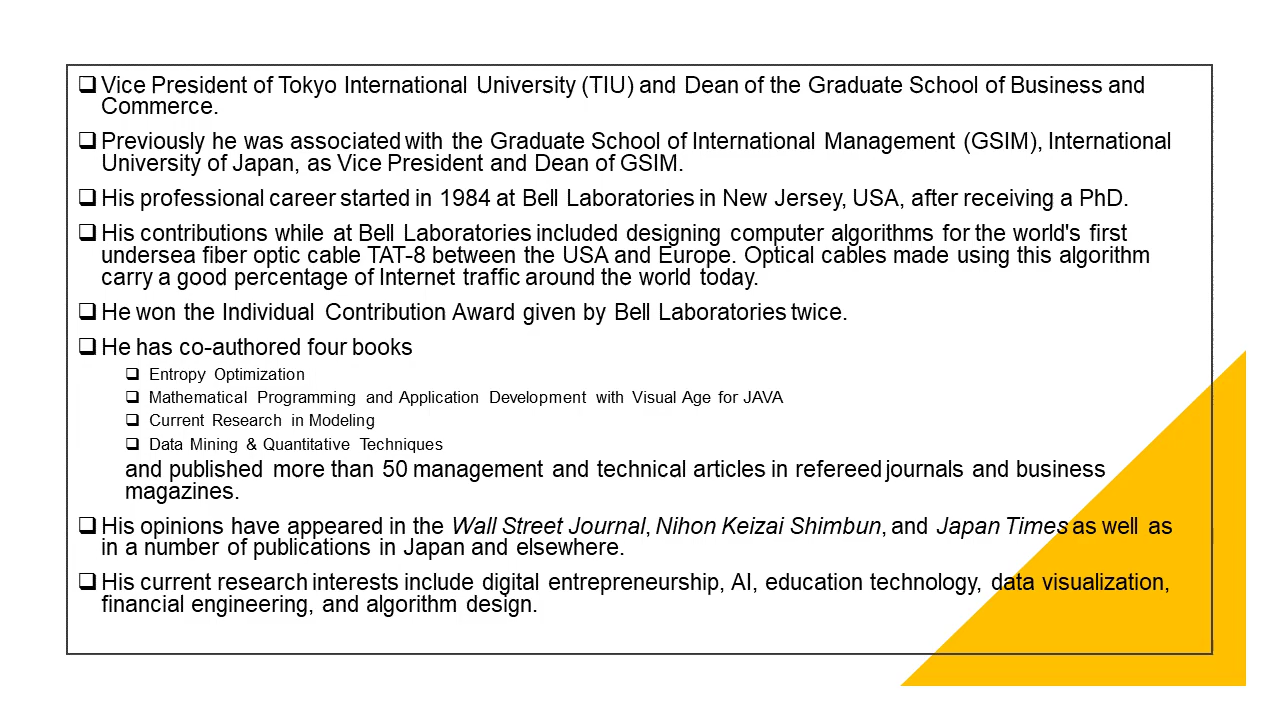 ❑ Vice President of Tokyo International University (TIU) and Dean of the Graduate School of Business and
Commerce.
❑ Previously he was associated with the Graduate School of International Management (GSIM), International
University of Japan, as Vice President and Dean of GSIM.
❑ His professional career started in 1984 at Bell Laboratories in New Jersey, USA, after receiving a PhD.
❑ His contributions while at Bell Laboratories included designing computer algorithms for the world's first
undersea fiber optic cable TAT-8 between the USA and Europe. Optical cables made using this algorithm
carry a good percentage of Internet traffic around the world today.
❑ He won the Individual Contribution Award given by Bell Laboratories twice.
❑ He has co-authored four books
❑ Entropy Optimization
❑ Mathematical Programming and Application Development with Visual Age for JAVA
❑ Current Research in Modeling
❑ Data Mining & Quantitative Techniques
and published more than 50 management and technical articles in refereed journals and business
magazines.
❑ His opinions have appeared in the Wall Street Journal, Nihon Keizai Shimbun, and Japan Times as well as
in a number of publications in Japan and elsewhere.
❑ His current research interests include digital entrepreneurship, AI, education technology, data visualization,
financial engineering, and algorithm design.